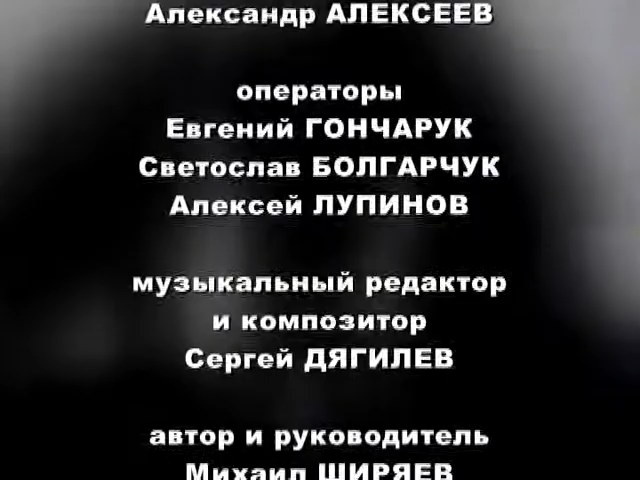 Александр АЛЕКСЕЕВ
операторы
Евгений ГОНЧАРУК
Светослав БОЛГАРЧУК
Алексей ЛУПИНОВ
музыкальный редактор
и композитор
Сергей ДЯГИЛЕВ
автор и руководитель
Михаил ШИРЯЕВ